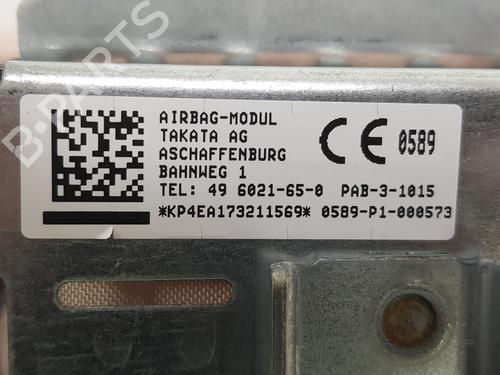 AIRBAG-MODUL
TAKATA AG
ASCHAFFENBURG
BAHNWEG 1
CE 0589
TEL: 49 6021-65-0 PAB-3-1015
*KP4EA173211569* 0589-P1-000573
B-PARTS